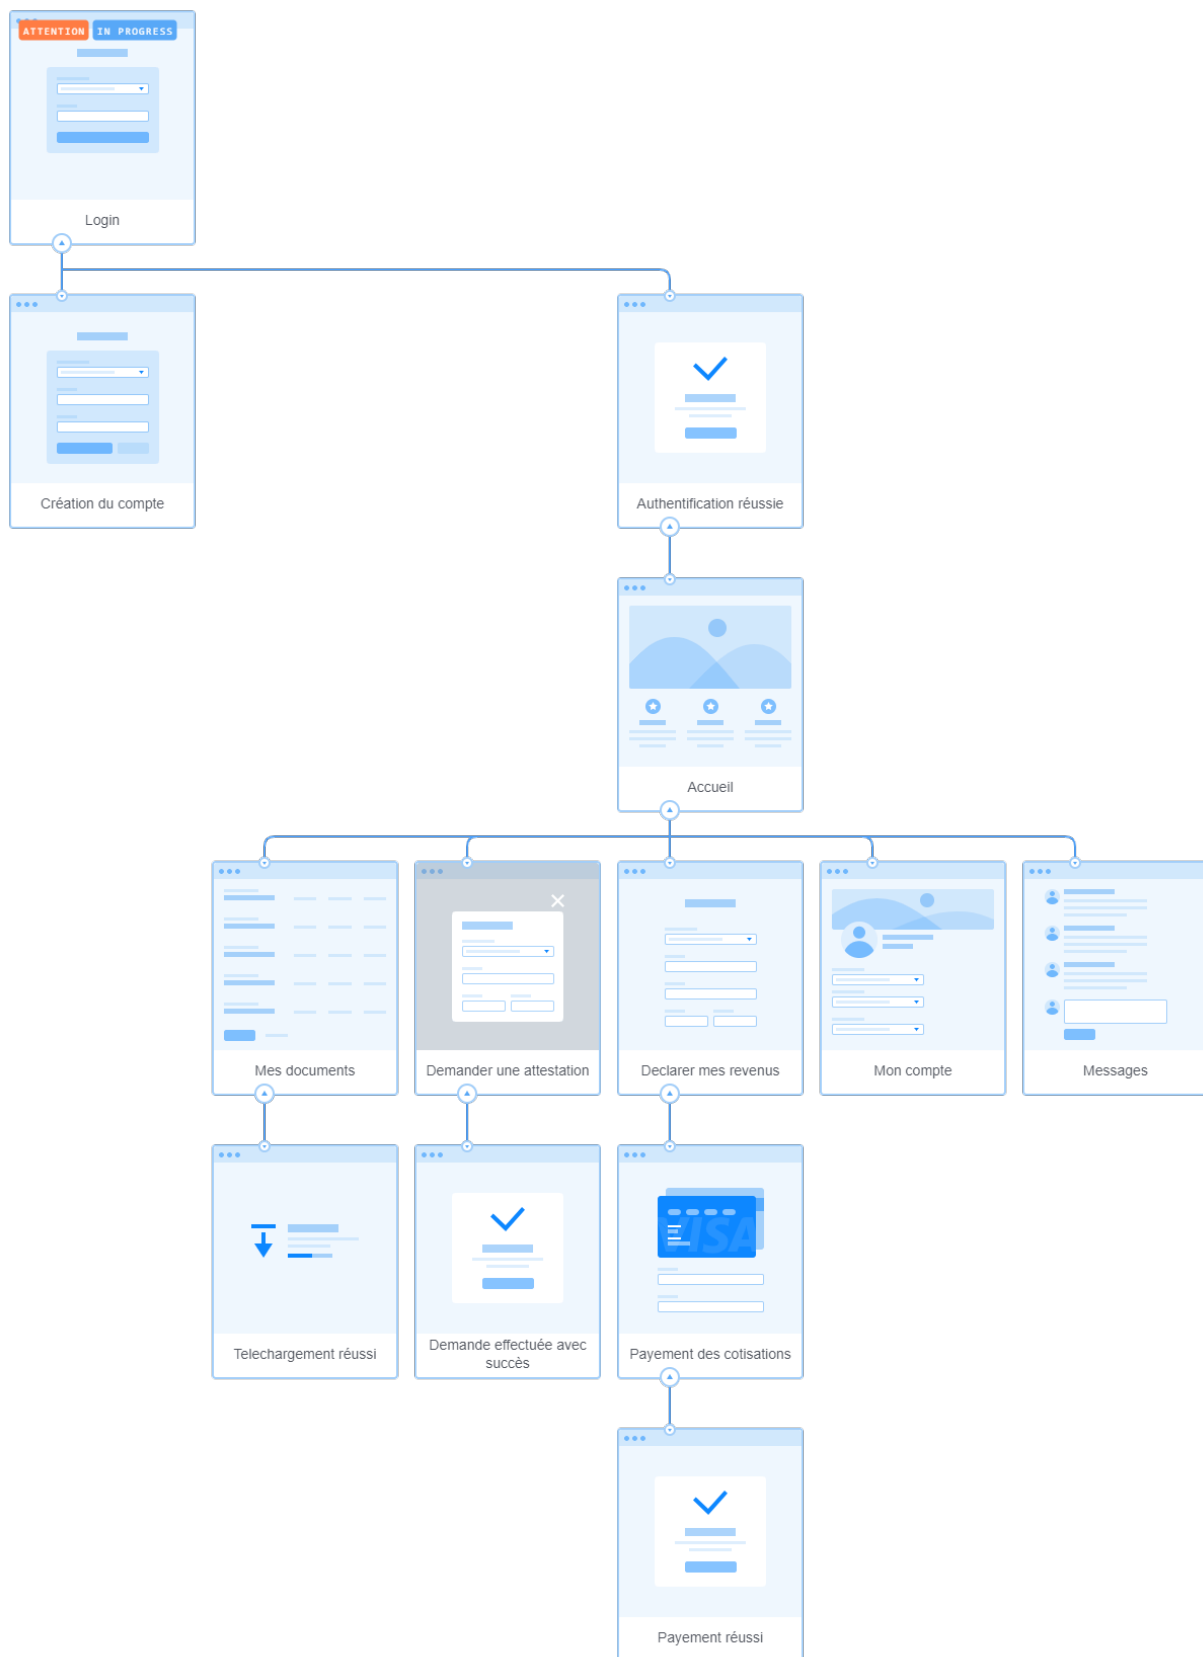 ATTENTION IN PROGRESS
Login
Création du compte
Authentification réussie
Accueil
Mes documents
Demander une attestation
Declarer mes revenus
Mon compte
Messages
VISA
Telechargement réussi
Demande effectuée avec
succès
Payement des cotisations
Payement réussi